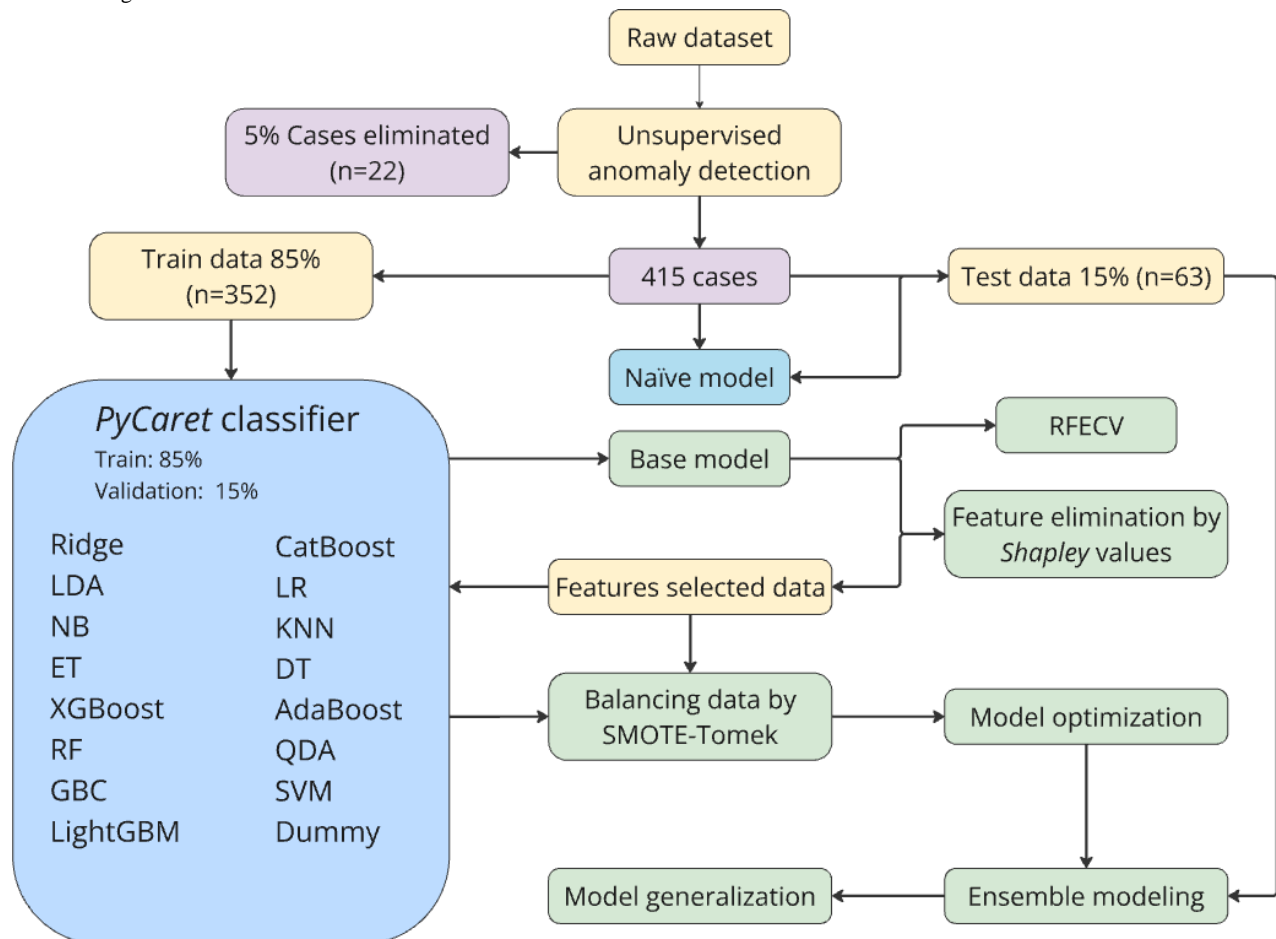 Raw dataset
5% Cases eliminated
(n=22)
Unsupervised
anomaly detection
Train data 85%
(n=352)
415 cases
Test data 15% (n=63)
Naïve model
PyCaret classifier
Train: 85%
Validation: 15%
Ridge
LDA
NB
ET
XGBoost
RF
GBC
LightGBM
CatBoost
LR
KNN
DT
AdaBoost
QDA
SVM
Dummy
Base model
RFECV
Feature elimination by
Shapley values
Features selected data
Balancing data by
SMOTE-Tomek
Model optimization
Model generalization
Ensemble modeling